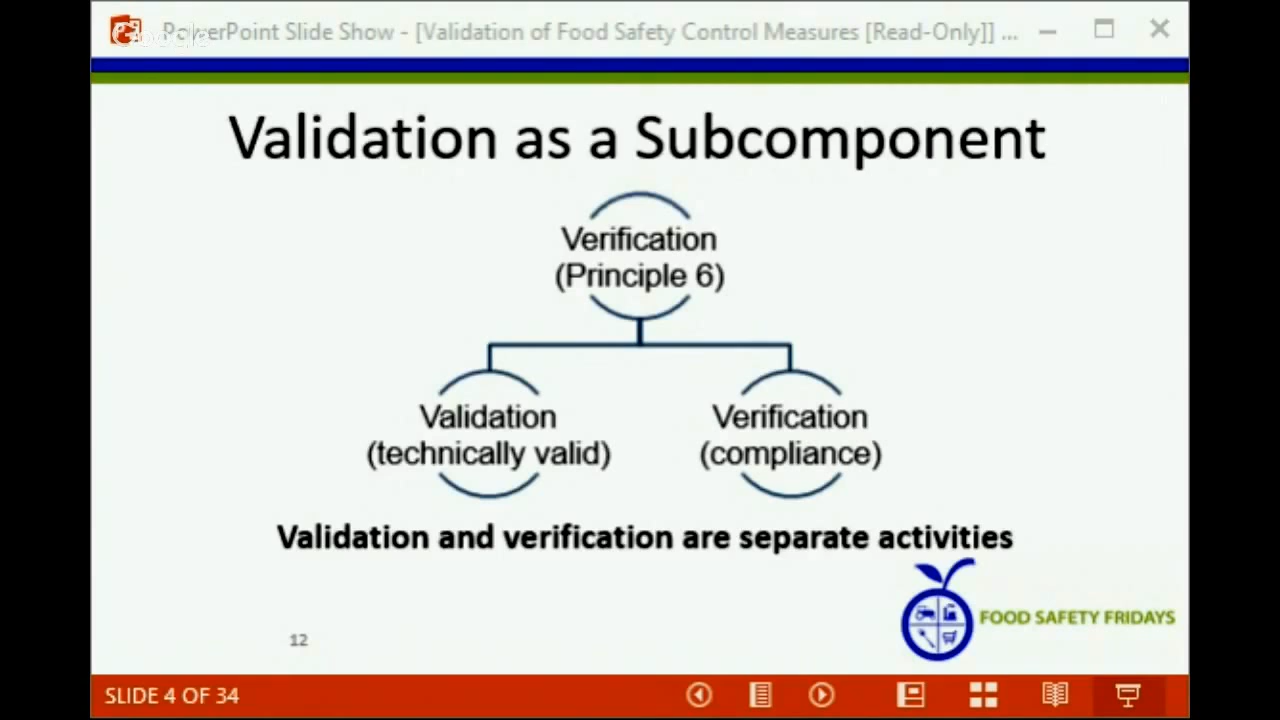 PowerPoint Slide Show - [Validation of Food Safety Control Measures [Read-Only]] ...
Validation as a Subcomponent
Verification
(Principle 6)
Validation
(technically valid)
Verification
(compliance)
Validation and verification are separate activities
FOOD SAFETY FRIDAYS
12
SLIDE 4 OF 34